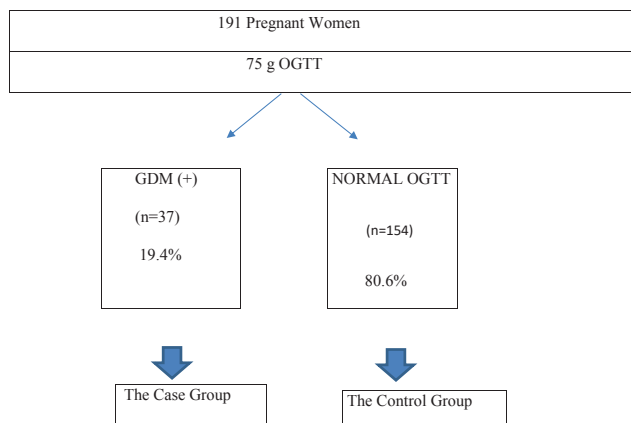 191 Pregnant Women
75 g OGTT
GDM (+)
(n=37)
19.4%
NORMAL OGTT
(n=154)
80.6%
The Case Group
The Control Group